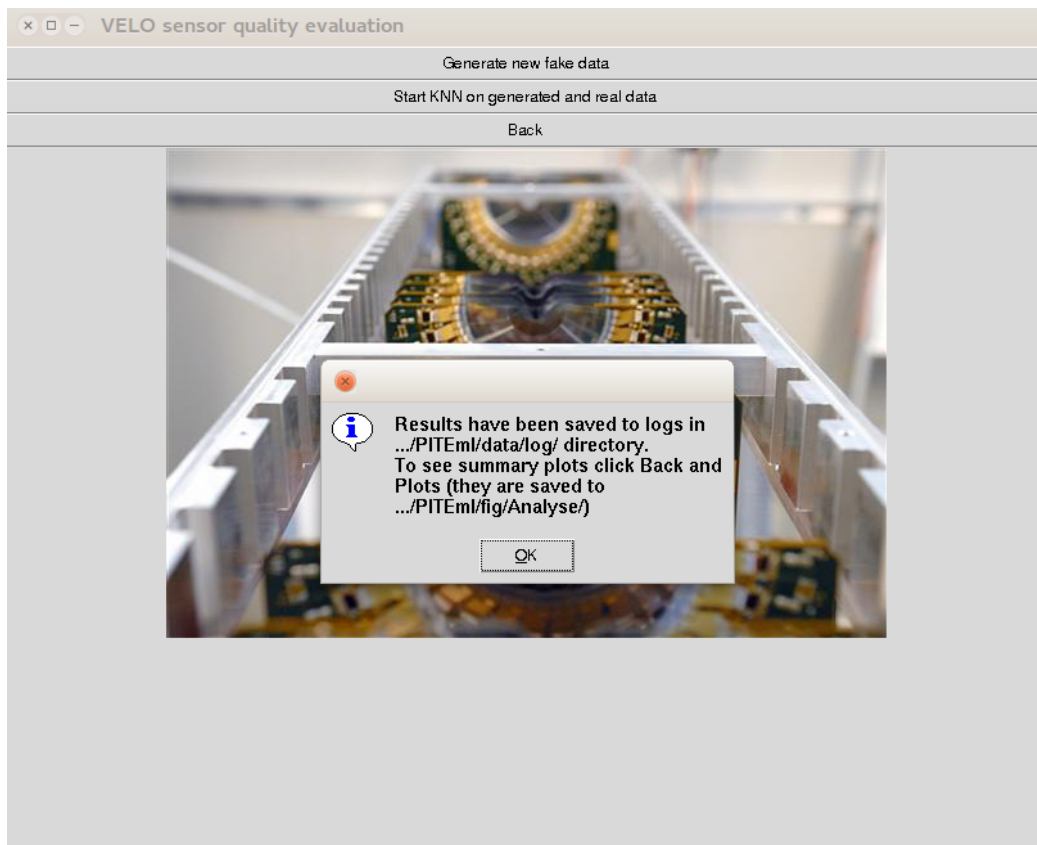 VELO sensor quality evaluation
Generate new fake data
Start KNN on generated and real data
Back
Results have been saved to logs in
.../PITEml/data/log/ directory.
To see summary plots click Back and
Plots (they are saved to
.../PITEml/fig/Analyse/)
OK